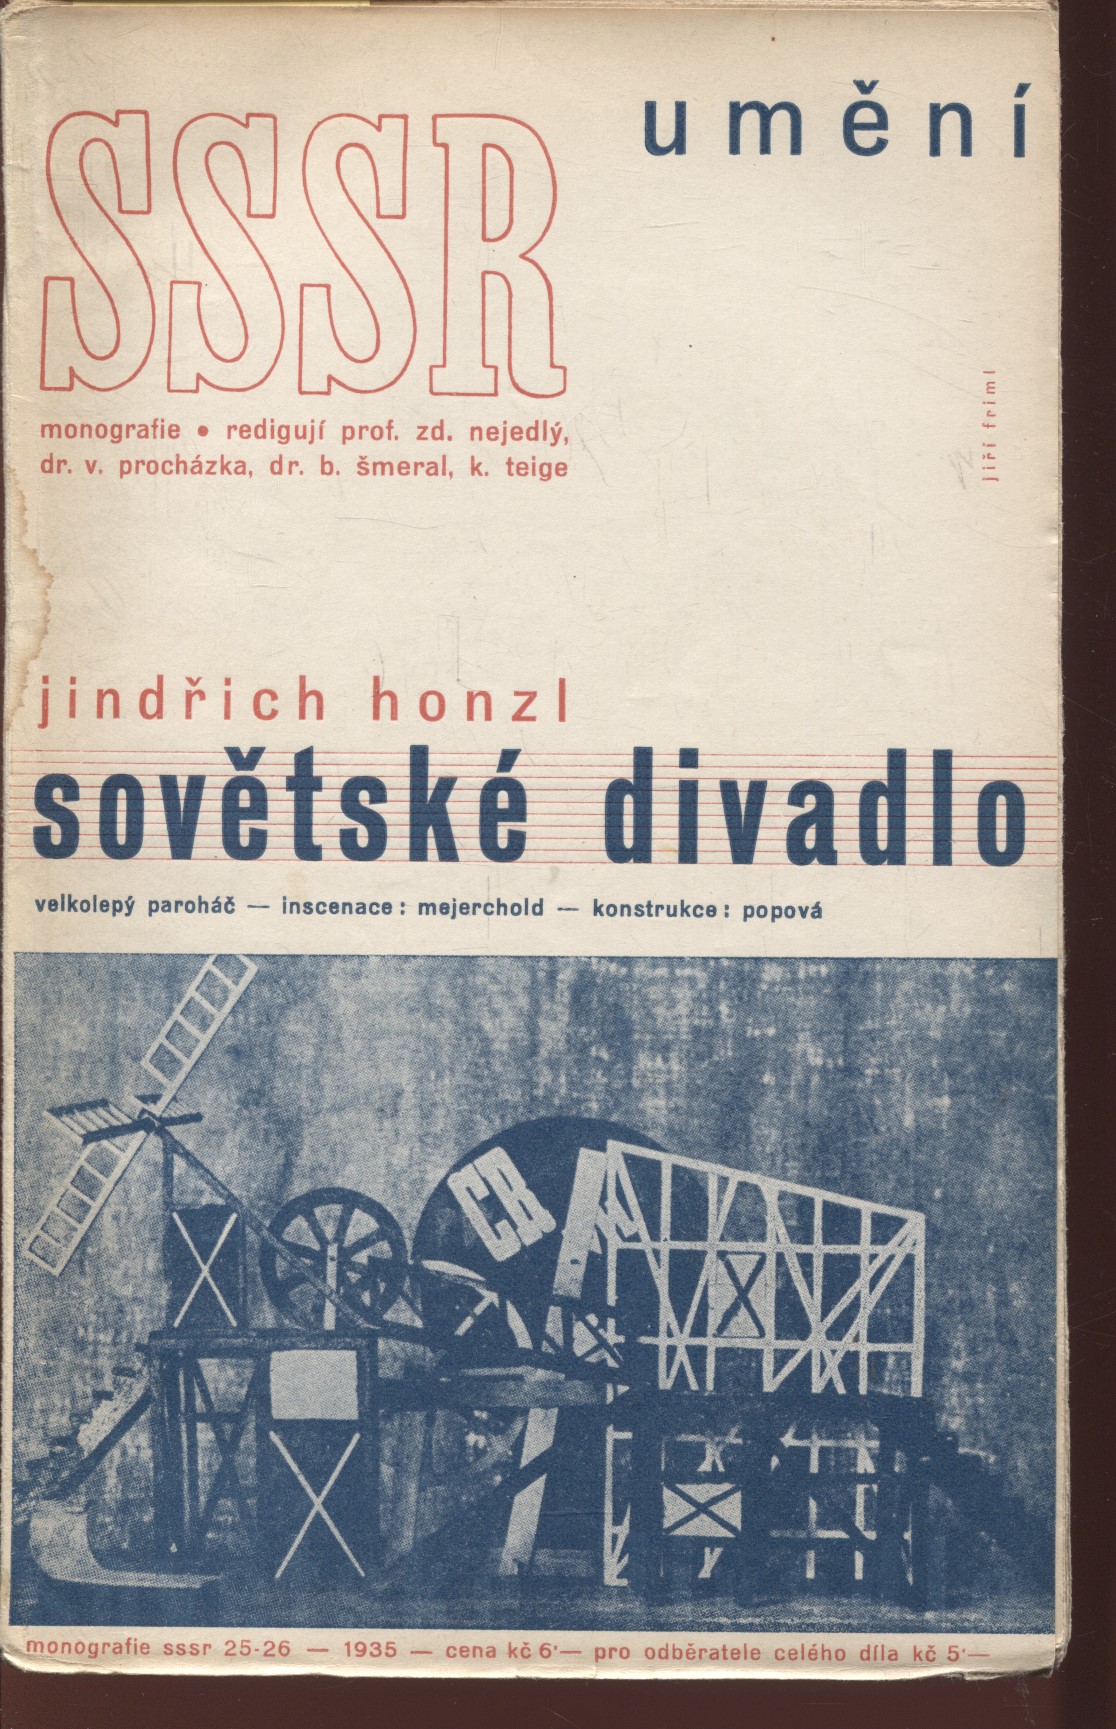 SSSR
umění
monografie • redigují prof. zd. nejedlý,
dr. v. procházka, dr. b. šmeral, k. teige
jiří friml
jindřich honzl
sovětské divadlo
velkolepý paroháč — inscenace: mejerchold — konstrukce: popová
CR
monografie sssr 25-26 — 1935 — cena kč 6'— pro odběratele celého díla kč 5'—